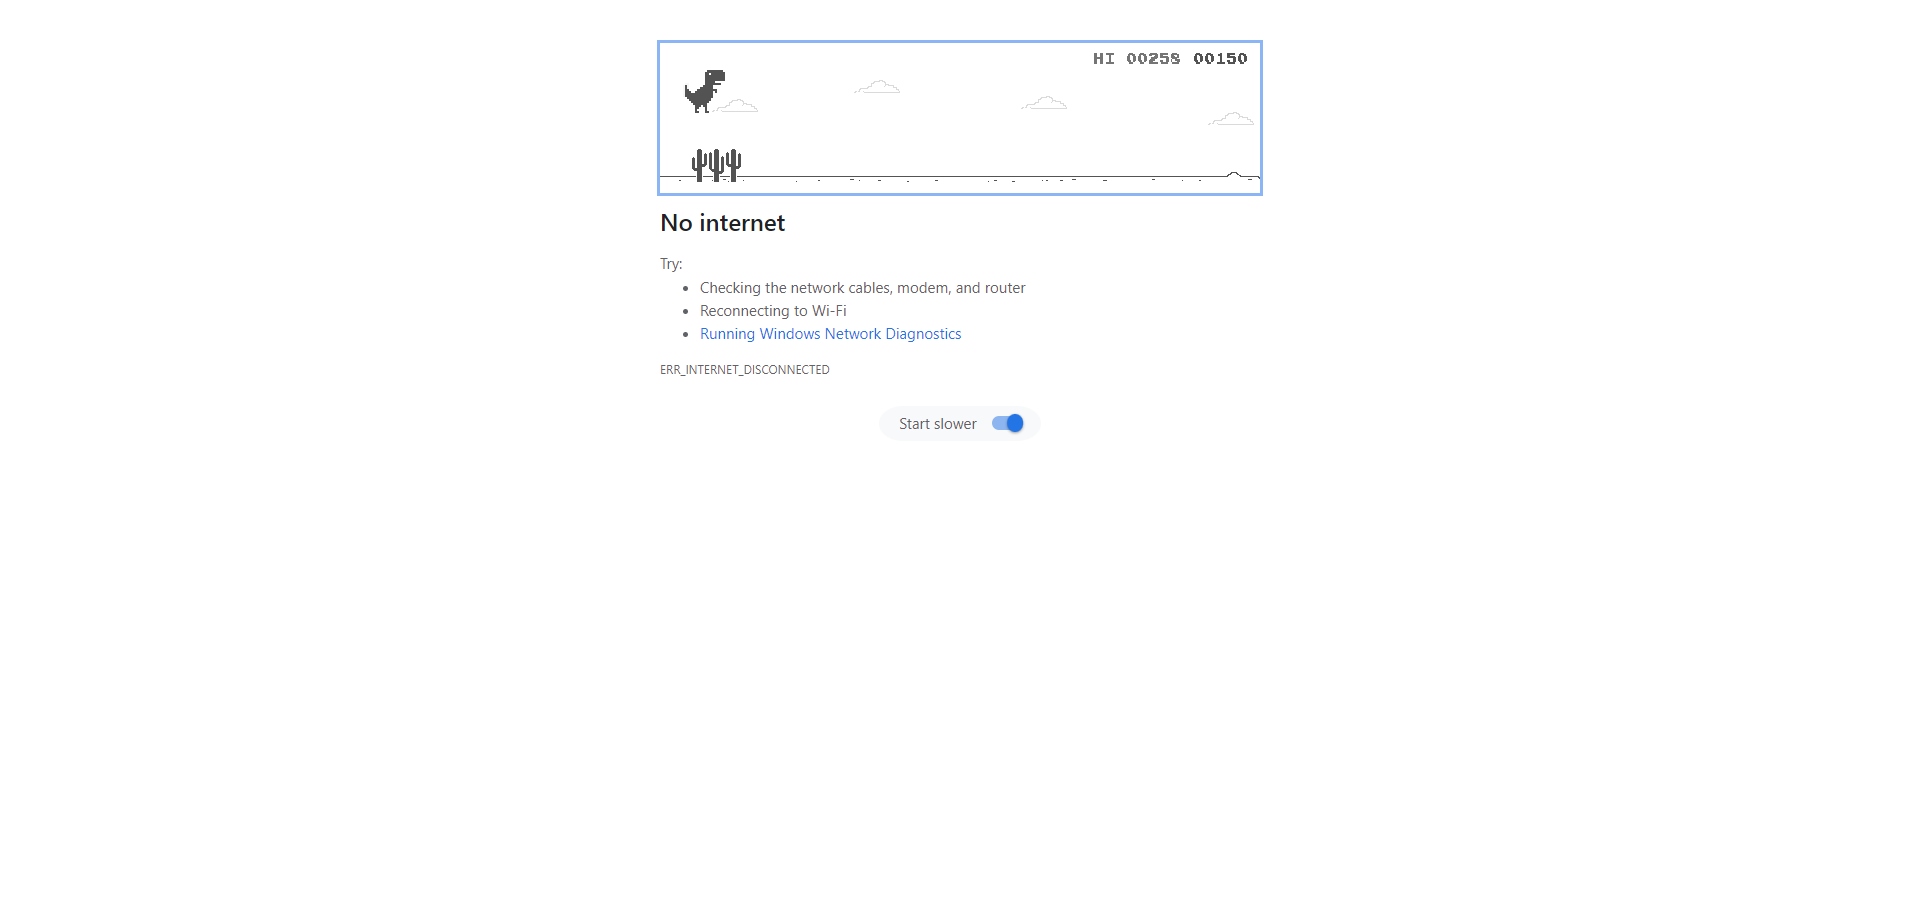 HI 00258 00150
No internet
Try:
Checking the network cables, modem, and router
Reconnecting to Wi-Fi
Running Windows Network Diagnostics
ERR_INTERNET_DISCONNECTED
Start slower